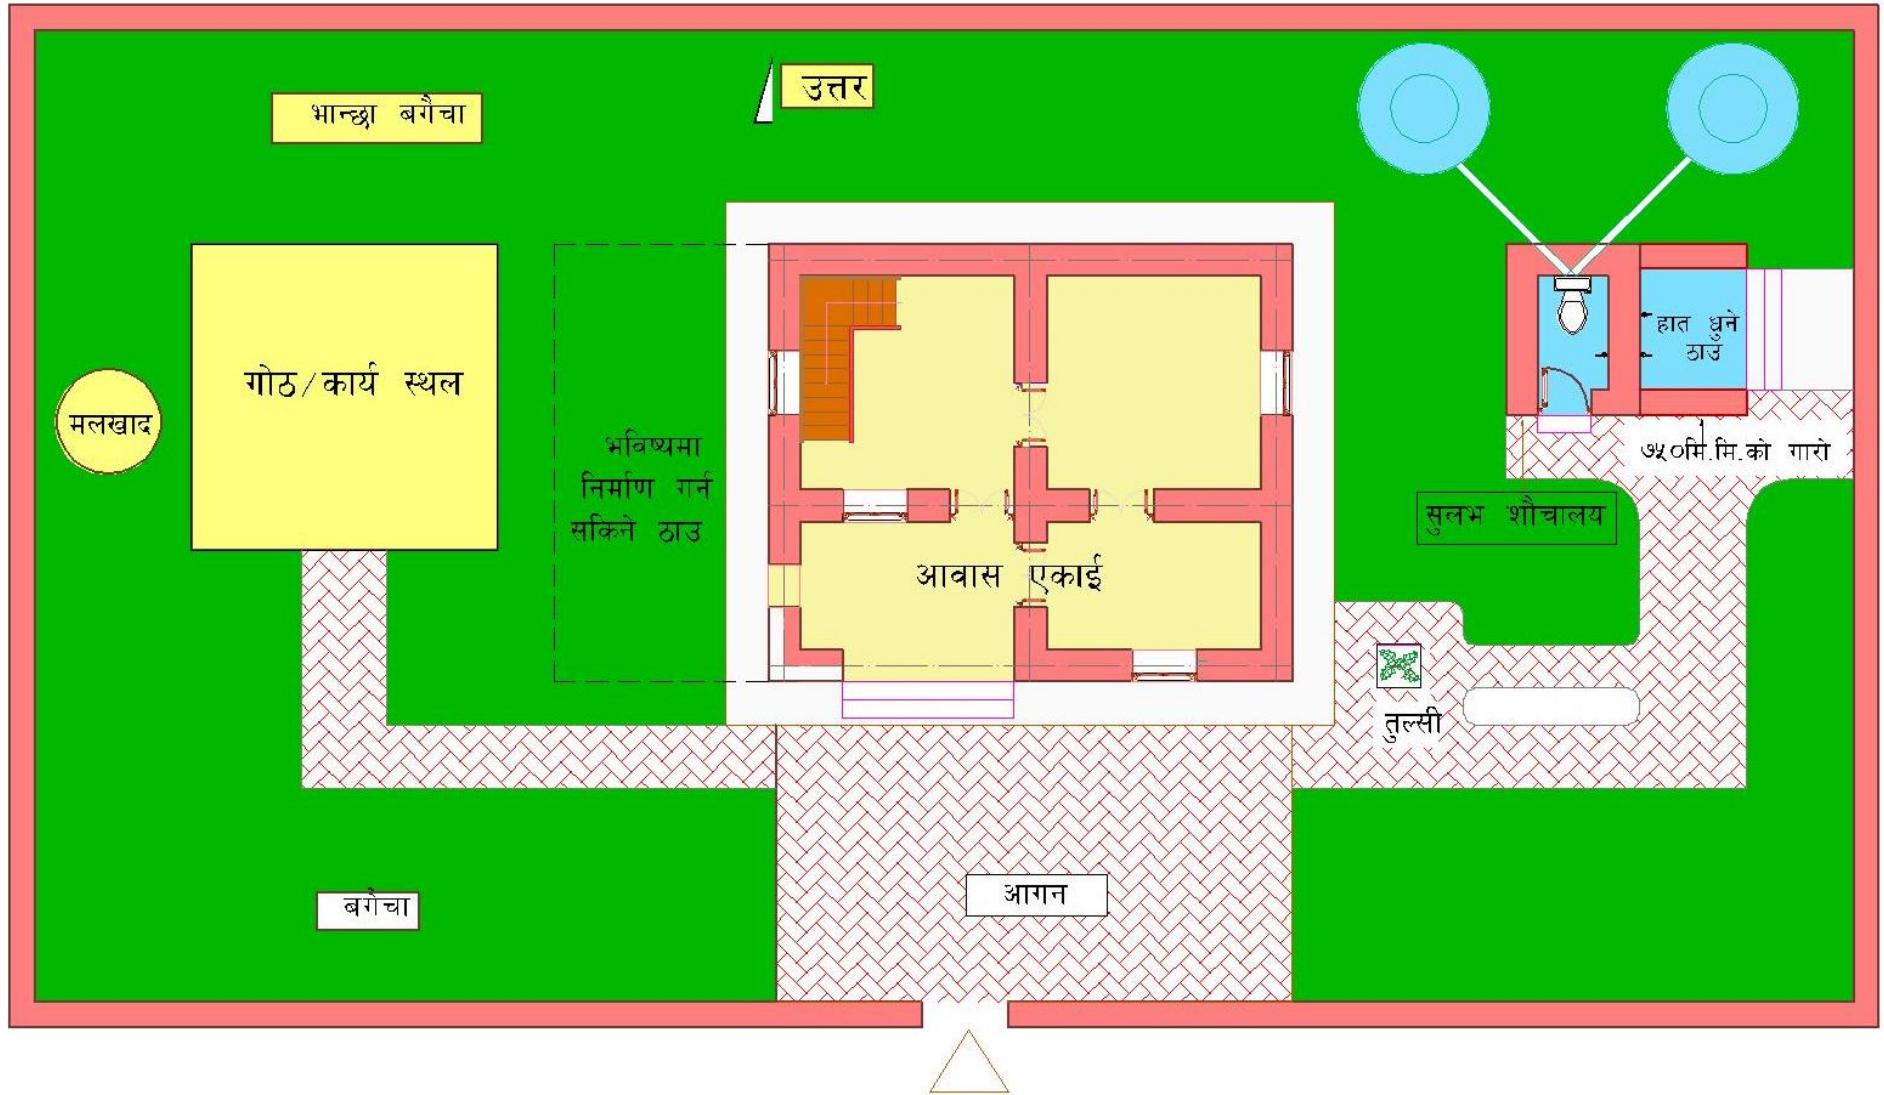 उत्तर
भान्छा बगैचा
हात धुने
ठाउ
गोठ/कार्य स्थल
मलखाद
भविष्यमा
निर्माण गर्न
सकिने ठाउ
७५०मि.मि.को गारो
सुलभ शौचालय
आवास एकाई
तुल्सी
बगैचा
आगन